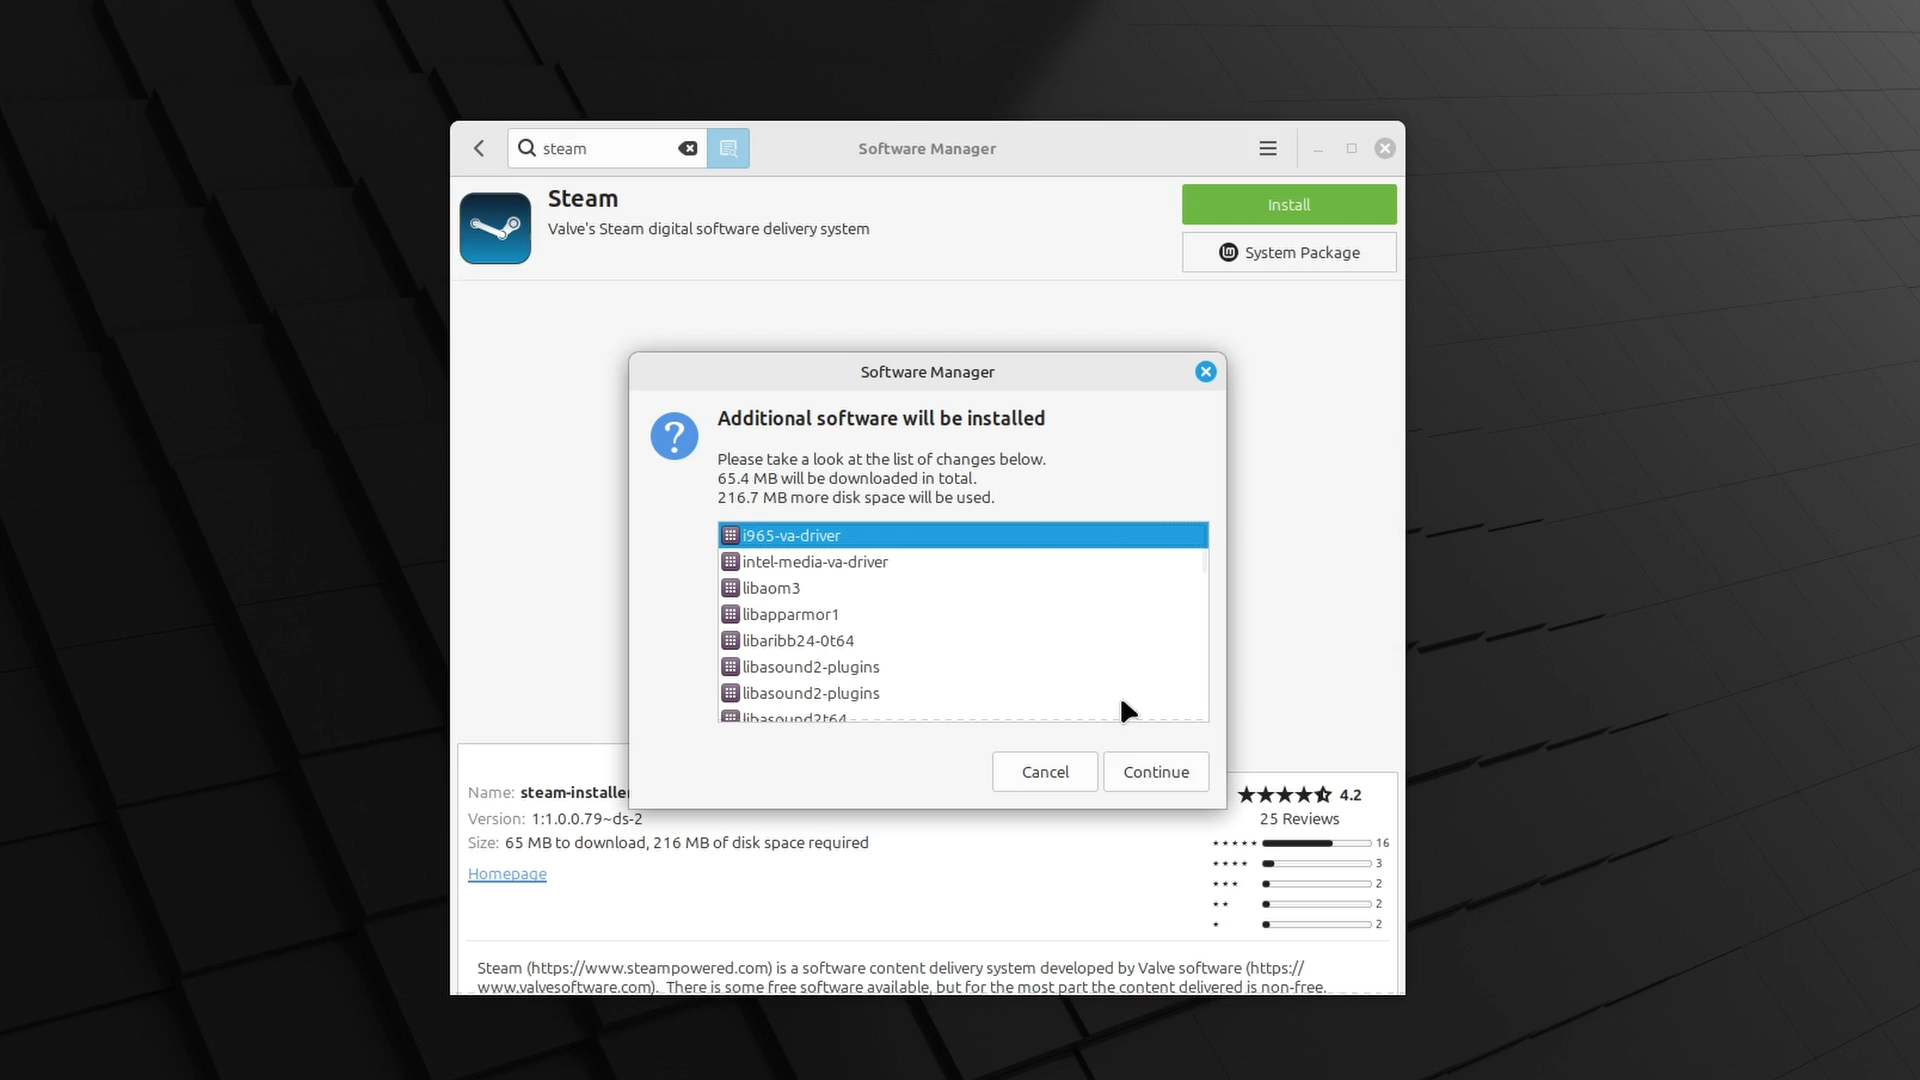 steam
Software Manager
Steam
Valve's Steam digital software delivery system
Install
System Package
Software Manager
Additional software will be installed
Please take a look at the list of changes below.
65.4 MB will be downloaded in total.
216.7 MB more disk space will be used.
i965-va-driver
intel-media-va-driver
libaom3
libapparmor1
libaribb24-0t64
libasound2-plugins
libasound2-plugins
libasound2t64
Cancel
Continue
Name: steam-installer
Version: 1:1.0.0.79~ds-2
Size: 65 MB to download, 216 MB of disk space required
Homepage
4.2
25 Reviews
16
3
2
2
2
Steam (https://www.steampowered.com) is a software content delivery system developed by Valve software (https://
www.valvesoftware.com). There is some free software available, but for the most part the content delivered is non-free.